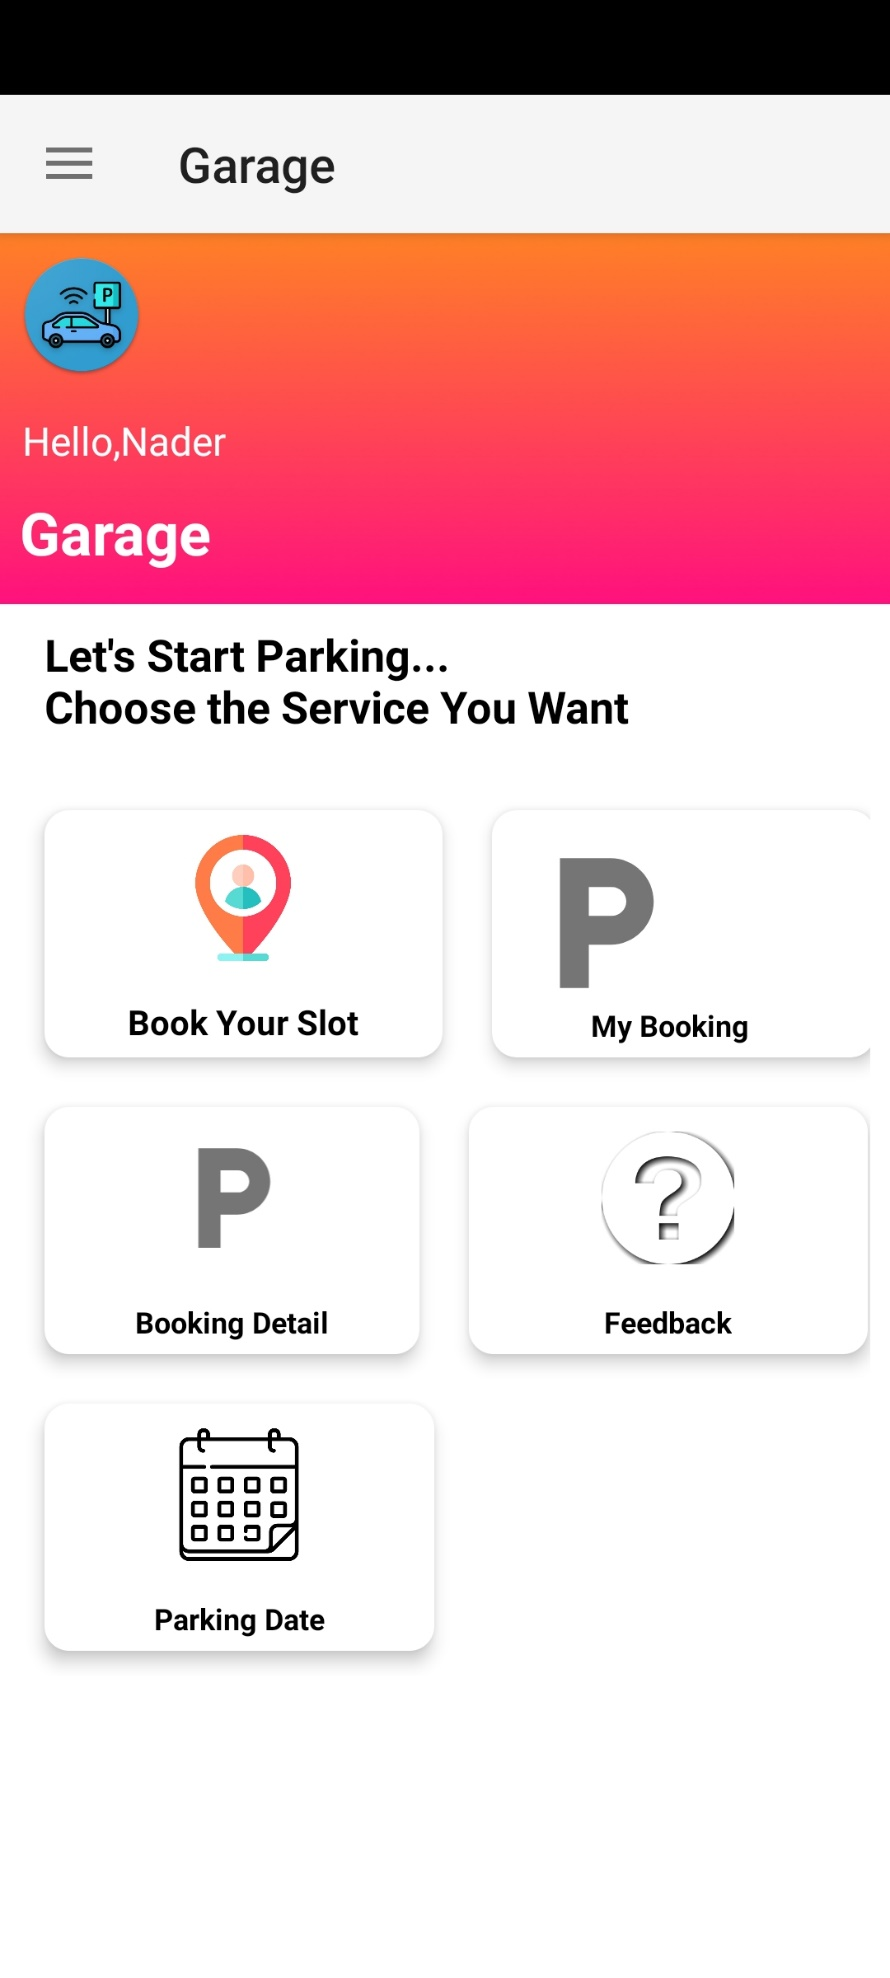 Garage
P
Hello,Nader
Garage
Let's Start Parking...
Choose the Service You Want
P
Book Your Slot
My Booking
P
?
Booking Detail
Feedback
Parking Date